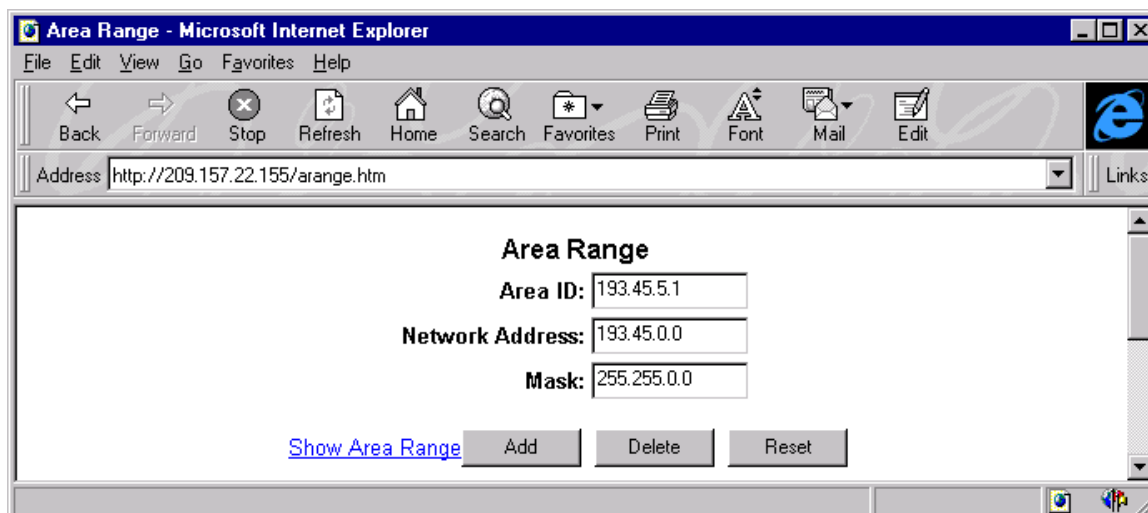 Area Range - Microsoft Internet Explorer
File Edit View Go Favorites Help
Back Forward Stop Refresh Home Search Favorites Print Font Mail Edit
Address http://209.157.22.155/arange.htm Links
Area Range
Area ID: 193.45.5.1
Network Address: 193.45.0.0
Mask: 255.255.0.0
Show Area Range Add Delete Reset